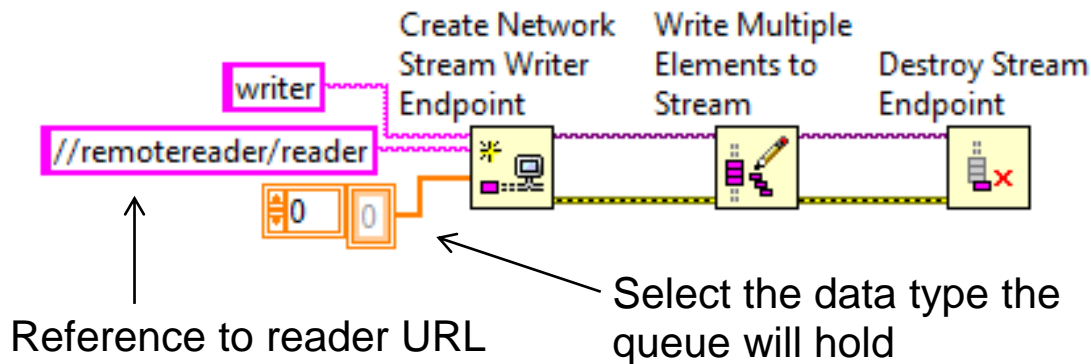 Create Network
Stream Writer
Endpoint
Write Multiple
Elements to
Stream
Destroy Stream
Endpoint
writer
//remotereader/reader
0
0
Reference to reader URL
Select the data type the
queue will hold